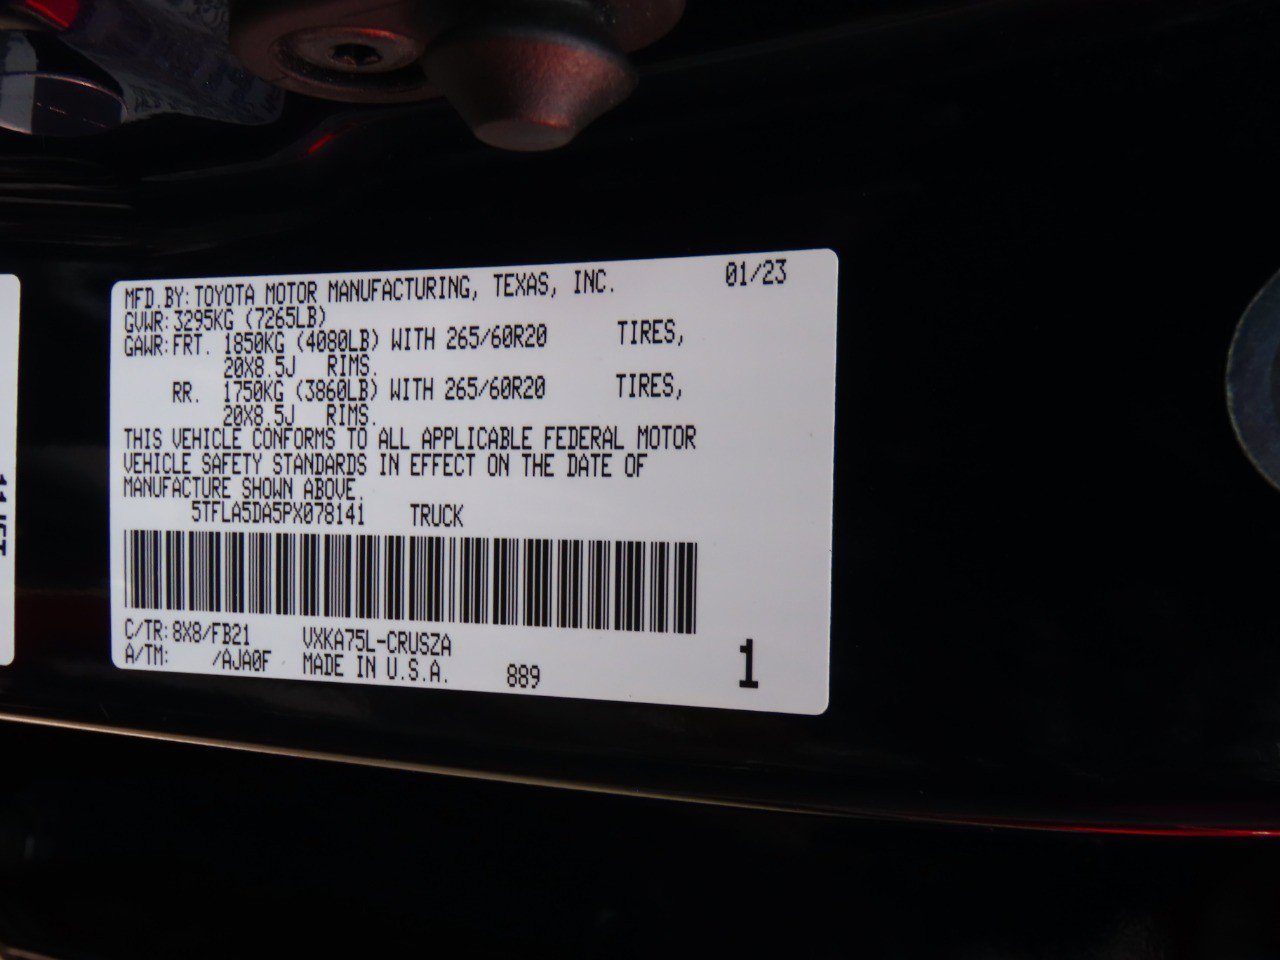 MFD.BY: TOYOTA MOTOR MANUFACTURING, TEXAS, INC. 01/23
GVWR: 3295KG (7265LB)
GAWR: FRT. 1850KG (4080LB) WITH 265/60R20 TIRES,
20X8.5J RIMS.
RR. 1750KG (3860LB) WITH 265/60R20 TIRES,
20X8.5J RIMS.
THIS VEHICLE CONFORMS TO ALL APPLICABLE FEDERAL MOTOR
VEHICLE SAFETY STANDARDS IN EFFECT ON THE DATE OF
MANUFACTURE SHOWN ABOVE.
5TFLA5DA5PX078141 TRUCK
C/TR: 8X8/FB21 VXKA75L-CRUSZA
A/TM: /AJA0F MADE IN U.S.A. 889 1